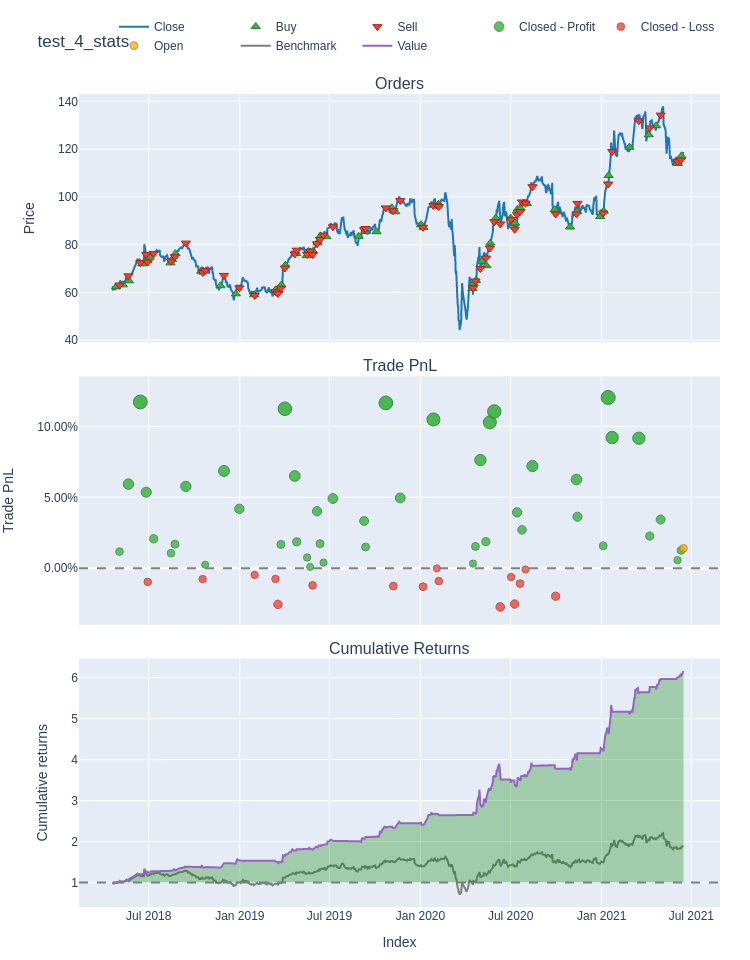 test_4_stats
Close Buy Sell Closed - Profit Closed - Loss
Open Benchmark Value
Orders
140
120
100
80
60
40
Price
Trade PnL
10.00%
5.00%
0.00%
Trade PnL
Cumulative Returns
6
5
4
3
2
1
Cumulative returns
Jul 2018 Jan 2019 Jul 2019 Jan 2020 Jul 2020 Jan 2021 Jul 2021
Index